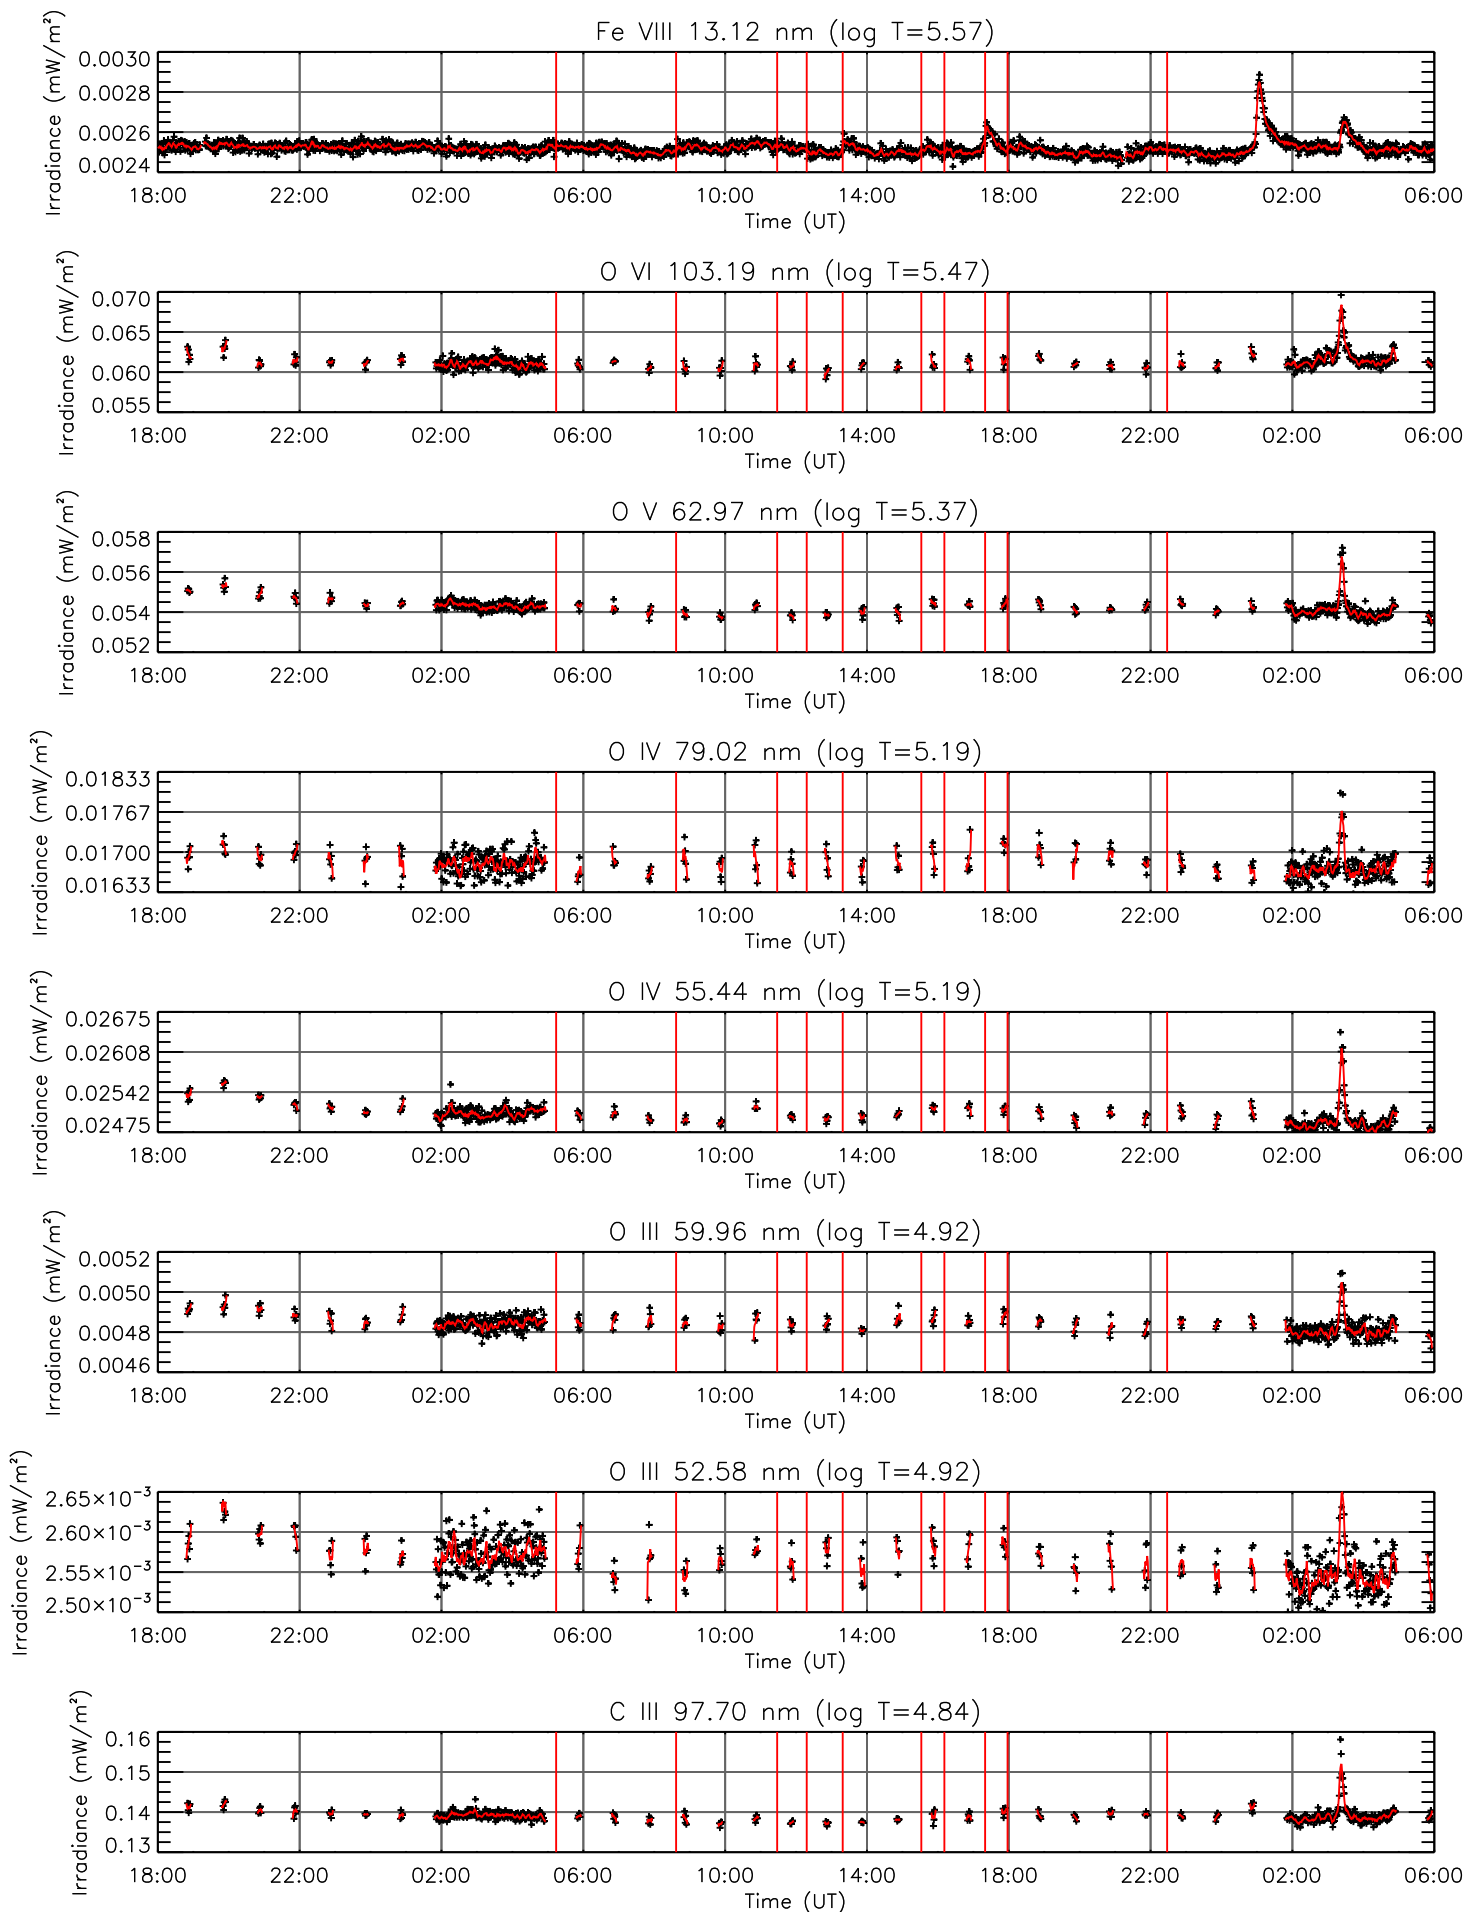 Fe VIII 13.12 nm (log T=5.57)
Irradiance (mW/m²)
0.0030
0.0028
0.0026
0.0024
18:00 22:00 02:00 06:00 10:00 14:00 18:00 22:00 02:00 06:00
Time (UT)
O VI 103.19 nm (log T=5.47)
Irradiance (mW/m²)
0.070
0.065
0.060
0.055
18:00 22:00 02:00 06:00 10:00 14:00 18:00 22:00 02:00 06:00
Time (UT)
O V 62.97 nm (log T=5.37)
Irradiance (mW/m²)
0.058
0.056
0.054
0.052
18:00 22:00 02:00 06:00 10:00 14:00 18:00 22:00 02:00 06:00
Time (UT)
O IV 79.02 nm (log T=5.19)
Irradiance (mW/m²)
0.01833
0.01767
0.01700
0.01633
18:00 22:00 02:00 06:00 10:00 14:00 18:00 22:00 02:00 06:00
Time (UT)
O IV 55.44 nm (log T=5.19)
Irradiance (mW/m²)
0.02675
0.02608
0.02542
0.02475
18:00 22:00 02:00 06:00 10:00 14:00 18:00 22:00 02:00 06:00
Time (UT)
O III 59.96 nm (log T=4.92)
Irradiance (mW/m²)
0.0052
0.0050
0.0048
0.0046
18:00 22:00 02:00 06:00 10:00 14:00 18:00 22:00 02:00 06:00
Time (UT)
O III 52.58 nm (log T=4.92)
Irradiance (mW/m²)
2.65×10⁻³
2.60×10⁻³
2.55×10⁻³
2.50×10⁻³
18:00 22:00 02:00 06:00 10:00 14:00 18:00 22:00 02:00 06:00
Time (UT)
C III 97.70 nm (log T=4.84)
Irradiance (mW/m²)
0.16
0.15
0.14
0.13
18:00 22:00 02:00 06:00 10:00 14:00 18:00 22:00 02:00 06:00
Time (UT)